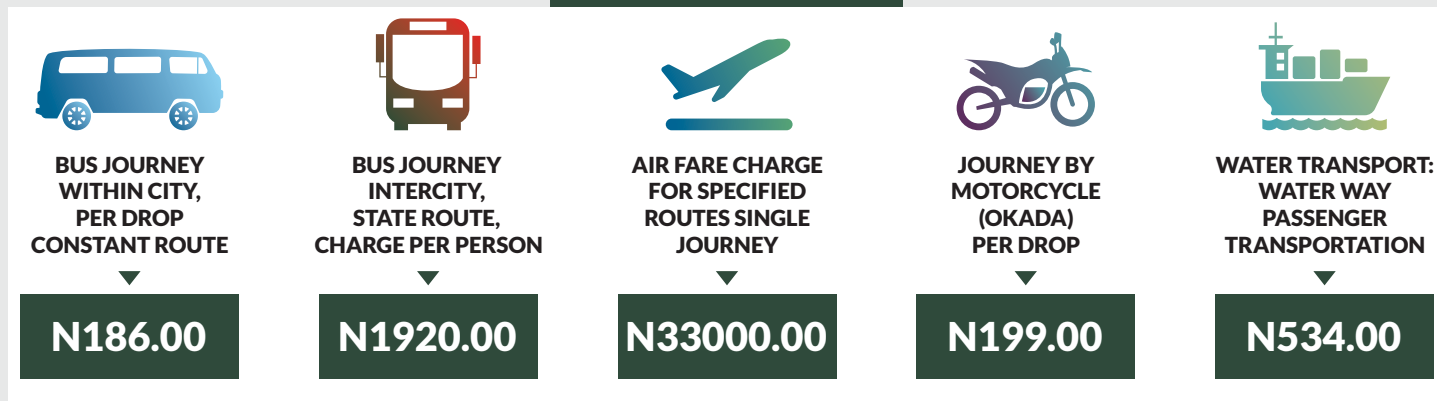 BUS JOURNEY
WITHIN CITY,
PER DROP
CONSTANT ROUTE
N186.00
BUS JOURNEY
INTERCITY,
STATE ROUTE,
CHARGE PER PERSON
N1920.00
AIR FARE CHARGE
FOR SPECIFIED
ROUTES SINGLE
JOURNEY
N33000.00
JOURNEY BY
MOTORCYCLE
(OKADA)
PER DROP
N199.00
WATER TRANSPORT:
WATER WAY
PASSENGER
TRANSPORTATION
N534.00